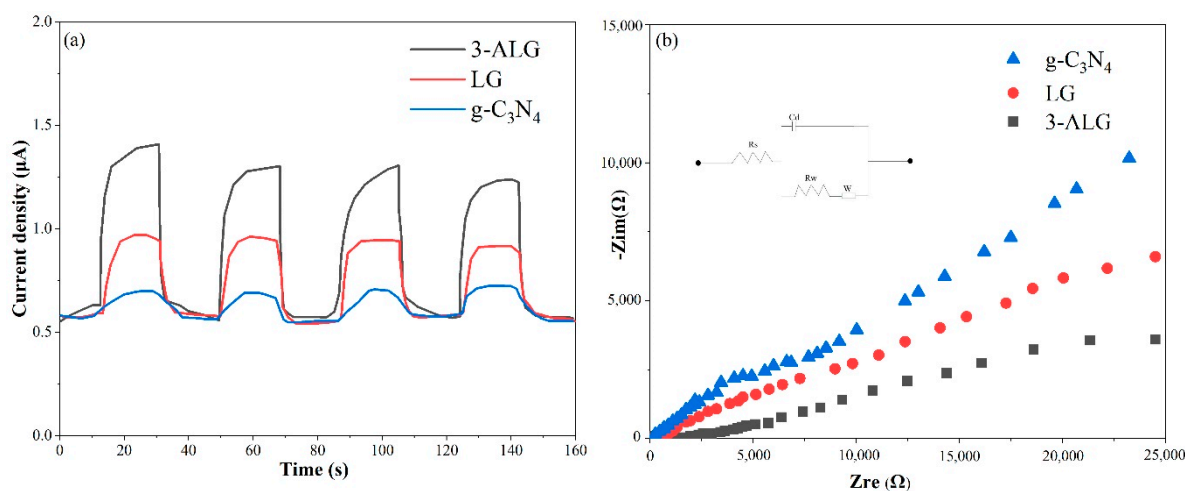 (a)
3-ALG
LG
g-C₃N₄
2.0
1.5
1.0
0.5
0.0
Current density (μA)
0
20
40
60
80
100
120
140
160
Time (s)
(b)
g-C₃N₄
LG
3-ALG
Cd
Rs
Rw
W
15,000
10,000
5,000
0
-Zim(Ω)
0
5,000
10,000
15,000
20,000
25,000
Zre (Ω)